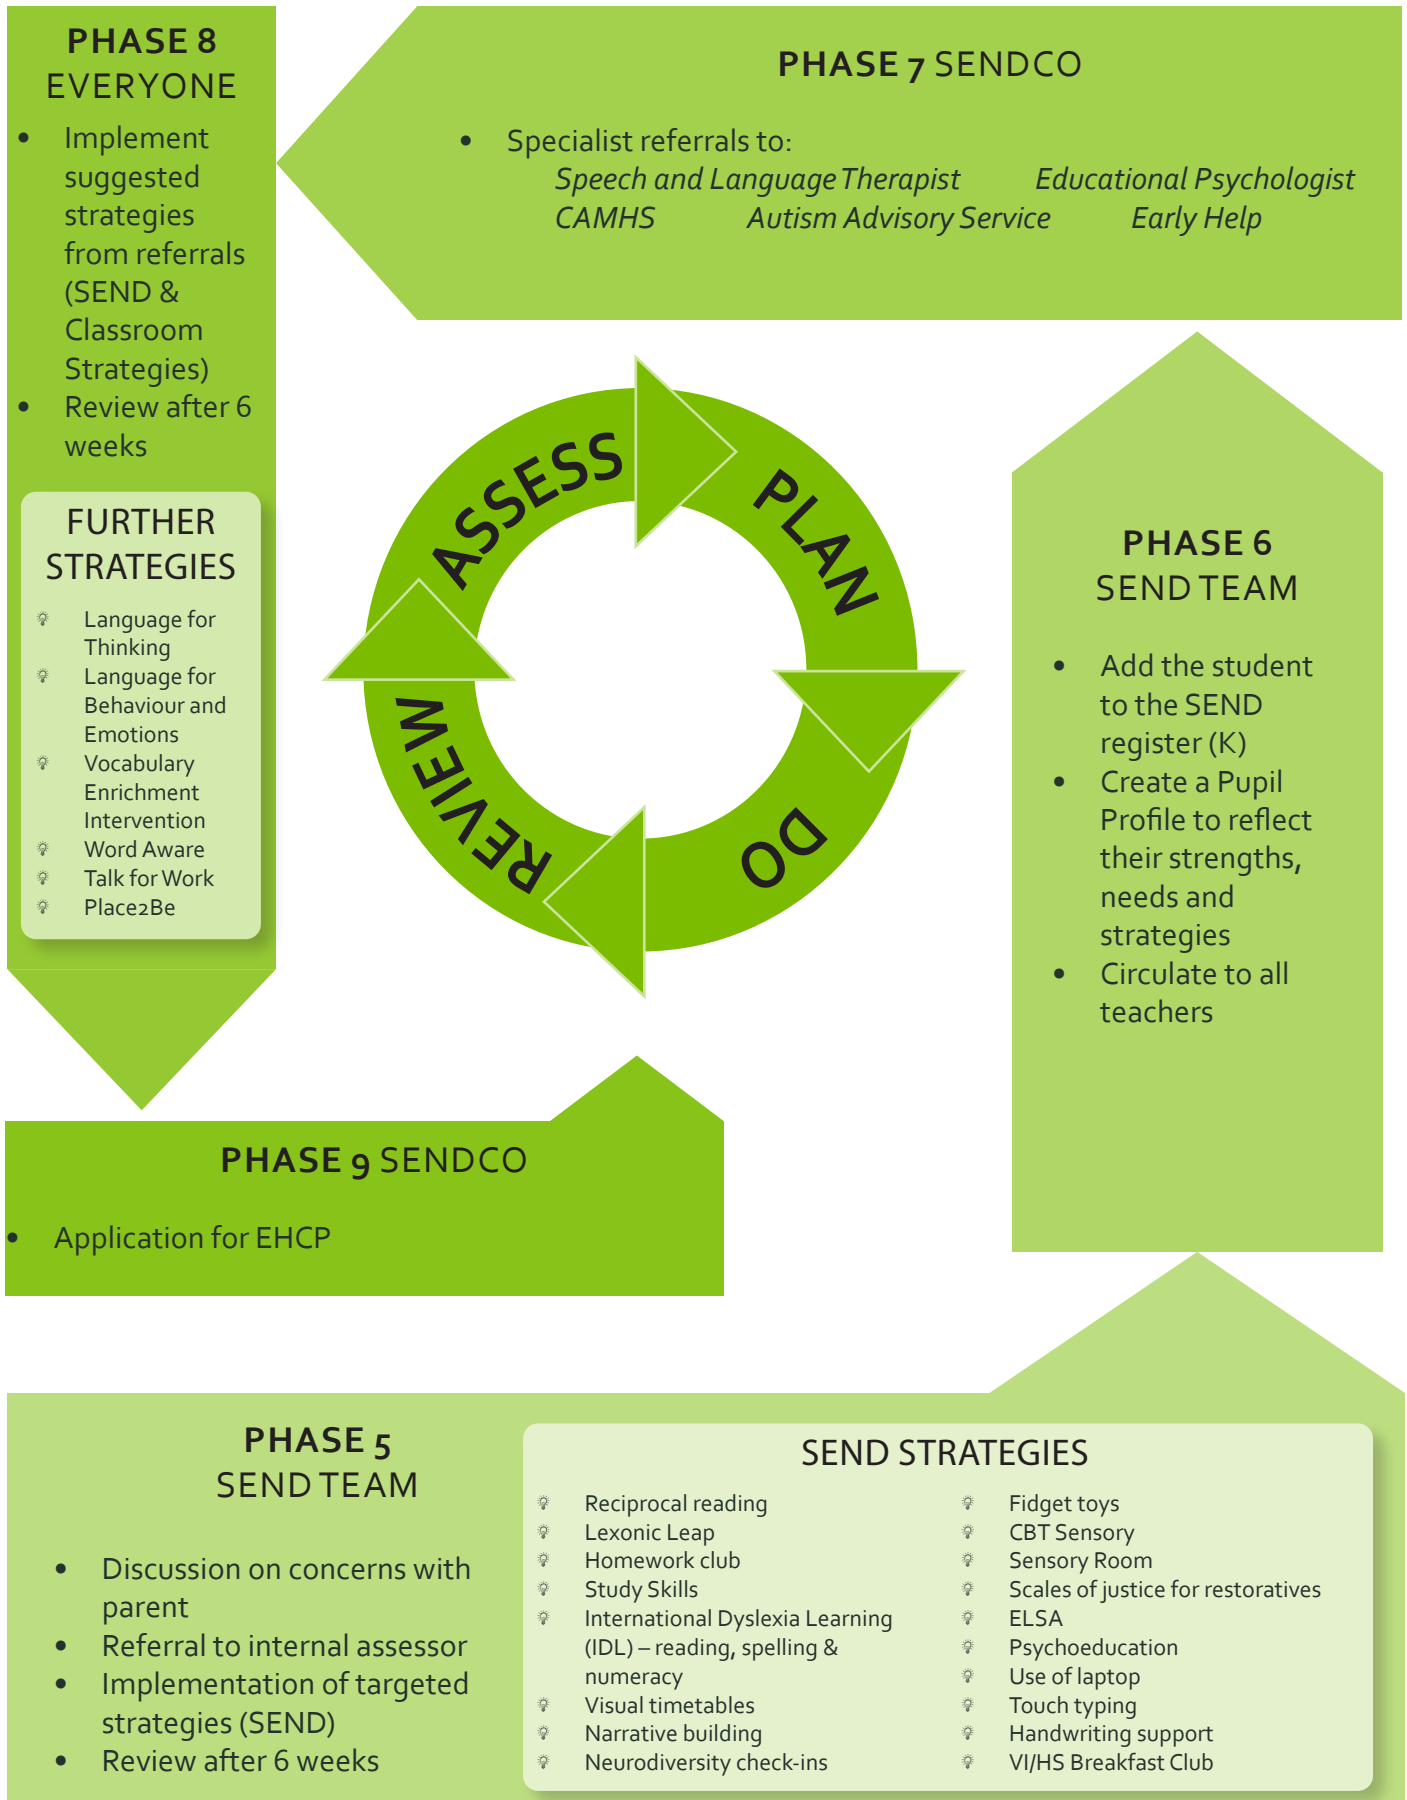 PHASE 8
EVERYONE
• Implement
suggested
strategies
from referrals
(SEND &
Classroom
Strategies)
• Review after 6
weeks
FURTHER
STRATEGIES
Language for
Thinking
Language for
Behaviour and
Emotions
Vocabulary
Enrichment
Intervention
Word Aware
Talk for Work
Place2Be
PHASE 7 SENDCO
• Specialist referrals to:
Speech and Language Therapist Educational Psychologist
CAMHS Autism Advisory Service Early Help
ASSESS
PLAN
DO
REVIEW
PHASE 6
SEND TEAM
• Add the student
to the SEND
register (K)
• Create a Pupil
Profile to reflect
their strengths,
needs and
strategies
• Circulate to all
teachers
PHASE 9 SENDCO
• Application for EHCP
PHASE 5
SEND TEAM
• Discussion on concerns with
parent
• Referral to internal assessor
• Implementation of targeted
strategies (SEND)
• Review after 6 weeks
SEND STRATEGIES
Reciprocal reading
Lexonic Leap
Homework club
Study Skills
International Dyslexia Learning
(IDL) – reading, spelling &
numeracy
Visual timetables
Narrative building
Neurodiversity check-ins
Fidget toys
CBT Sensory
Sensory Room
Scales of justice for restoratives
ELSA
Psychoeducation
Use of laptop
Touch typing
Handwriting support
VI/HS Breakfast Club